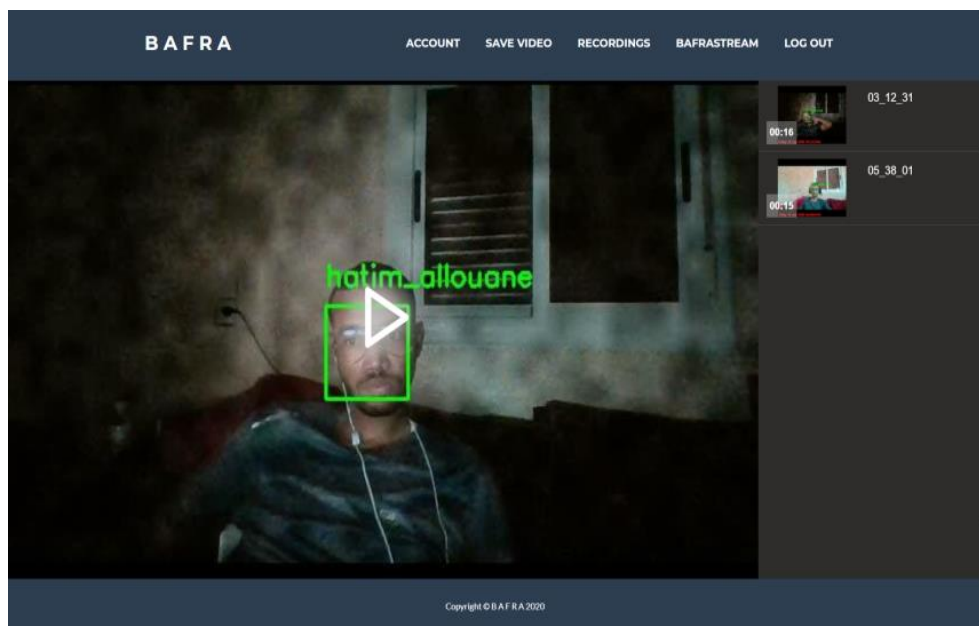 BAFRA
ACCOUNT SAVE VIDEO RECORDINGS BAFRASTREAM LOG OUT
hatim_allouane
00:16
03_12_31
00:15
05_38_01
Copyright © B A F R A 2020